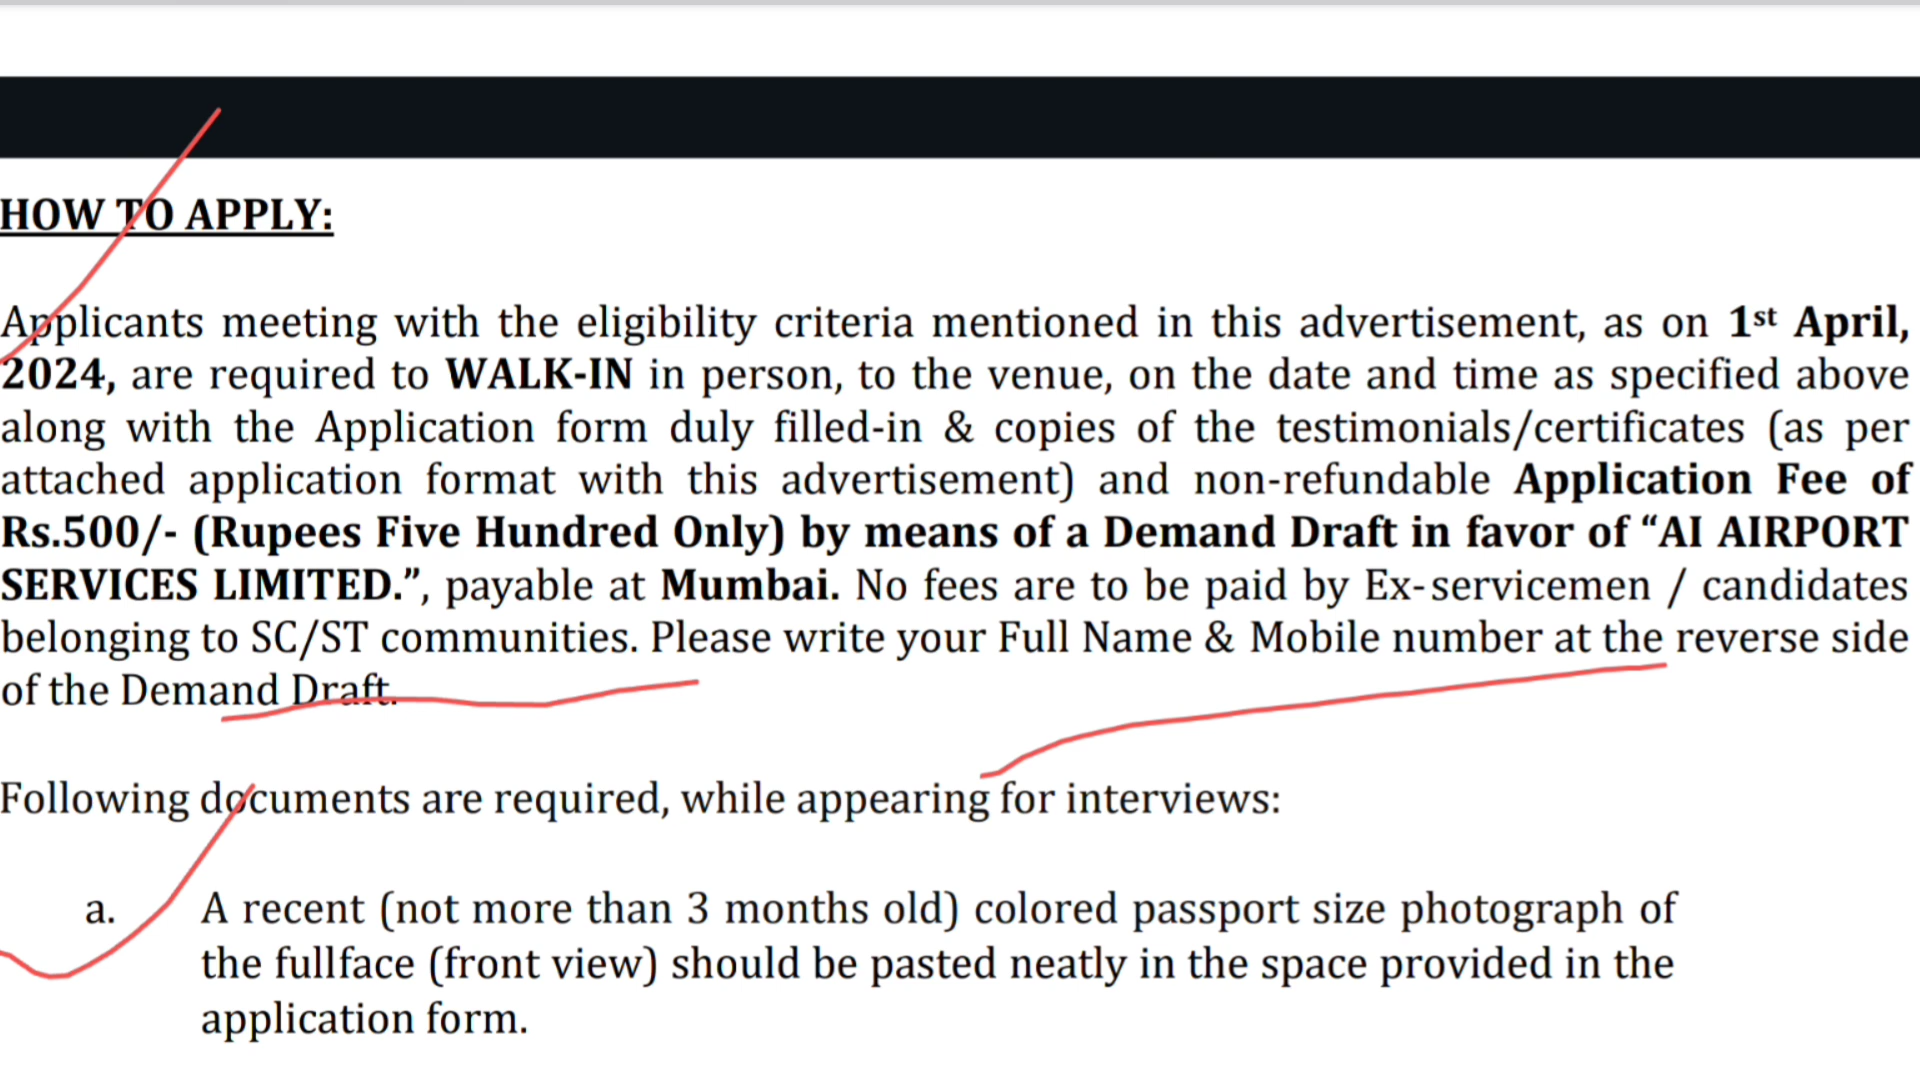 HOW TO APPLY:
Applicants meeting with the eligibility criteria mentioned in this advertisement, as on 1st April,
2024, are required to WALK-IN in person, to the venue, on the date and time as specified above
along with the Application form duly filled-in & copies of the testimonials/certificates (as per
attached application format with this advertisement) and non-refundable Application Fee of
Rs.500/- (Rupees Five Hundred Only) by means of a Demand Draft in favor of “AI AIRPORT
SERVICES LIMITED.”, payable at Mumbai. No fees are to be paid by Ex-servicemen / candidates
belonging to SC/ST communities. Please write your Full Name & Mobile number at the reverse side
of the Demand Draft.
Following documents are required, while appearing for interviews:
a. A recent (not more than 3 months old) colored passport size photograph of
the fullface (front view) should be pasted neatly in the space provided in the
application form.